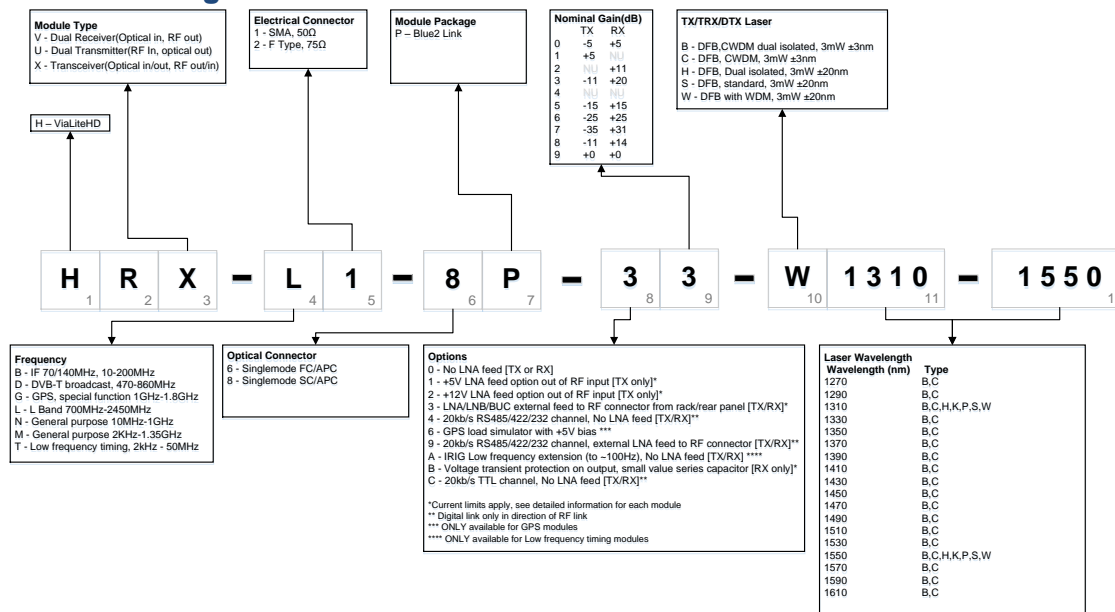 Module Type
V - Dual Receiver(Optical in, RF out)
U - Dual Transmitter(RF In, optical out)
X - Transceiver(Optical in/out, RF out/in)
Electrical Connector
1 - SMA, 50Ω
2 - F Type, 75Ω
Module Package
P – Blue2 Link
Nominal Gain(dB)
TX RX
0 -5 +5
1 +5 NU
2 NU +11
3 -11 +20
4 NU NU
5 -15 +15
6 -25 +25
7 -35 +31
8 -11 +14
9 +0 +0
TX/TRX/DTX Laser
B - DFB,CWDM dual isolated, 3mW ±3nm
C - DFB, CWDM, 3mW ±3nm
H - DFB, Dual isolated, 3mW ±20nm
S - DFB, standard, 3mW ±20nm
W - DFB with WDM, 3mW ±20nm
H – ViaLiteHD
H R X – L 1 – 8 P – 3 3 – W 1310 – 1550
1 2 3 4 5 6 7 8 9 10 11
Frequency
B - IF 70/140MHz, 10-200MHz
D - DVB-T broadcast, 470-860MHz
G - GPS, special function 1GHz-1.8GHz
L - L Band 700MHz-2450MHz
N - General purpose 10MHz-1GHz
M - General purpose 2KHz-1.35GHz
T - Low frequency timing, 2kHz - 50MHz
Optical Connector
6 - Singlemode FC/APC
8 - Singlemode SC/APC
Options
0 - No LNA feed [TX or RX]
1 - +5V LNA feed option out of RF input [TX only]*
2 - +12V LNA feed option out of RF input [TX only]*
3 - LNA/LNB/BUC external feed to RF connector from rack/rear panel [TX/RX]*
4 - 20kb/s RS485/422/232 channel, No LNA feed [TX/RX]**
6 - GPS load simulator with +5V bias ***
9 - 20kb/s RS485/422/232 channel, external LNA feed to RF connector [TX/RX]**
A - IRIG Low frequency extension (to ~100Hz), No LNA feed [TX/RX] ****
B - Voltage transient protection on output, small value series capacitor [RX only]*
C - 20kb/s TTL channel, No LNA feed [TX/RX]**
*Current limits apply, see detailed information for each module
** Digital link only in direction of RF link
*** ONLY available for GPS modules
**** ONLY available for Low frequency timing modules
Laser Wavelength
Wavelength (nm) Type
1270 B,C
1290 B,C
1310 B,C,H,K,P,S,W
1330 B,C
1350 B,C
1370 B,C
1390 B,C
1410 B,C
1430 B,C
1450 B,C
1470 B,C
1490 B,C
1510 B,C
1530 B,C
1550 B,C,H,K,P,S,W
1570 B,C
1590 B,C
1610 B,C